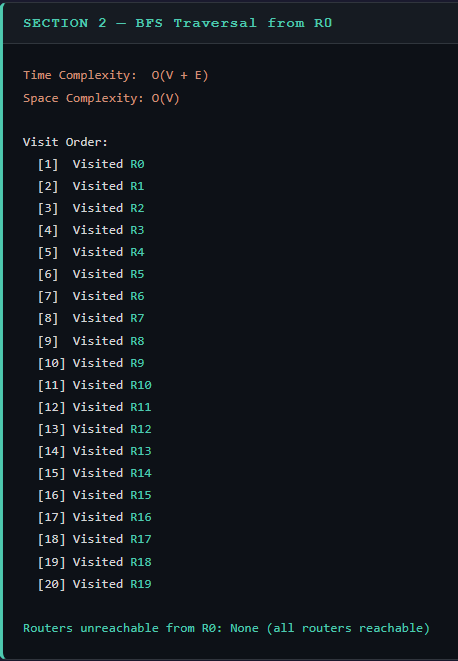 SECTION 2 — BFS Traversal from R0
Time Complexity: O(V + E)
Space Complexity: O(V)
Visit Order:
[1] Visited R0
[2] Visited R1
[3] Visited R2
[4] Visited R3
[5] Visited R4
[6] Visited R5
[7] Visited R6
[8] Visited R7
[9] Visited R8
[10] Visited R9
[11] Visited R10
[12] Visited R11
[13] Visited R12
[14] Visited R13
[15] Visited R14
[16] Visited R15
[17] Visited R16
[18] Visited R17
[19] Visited R18
[20] Visited R19
Routers unreachable from R0: None (all routers reachable)